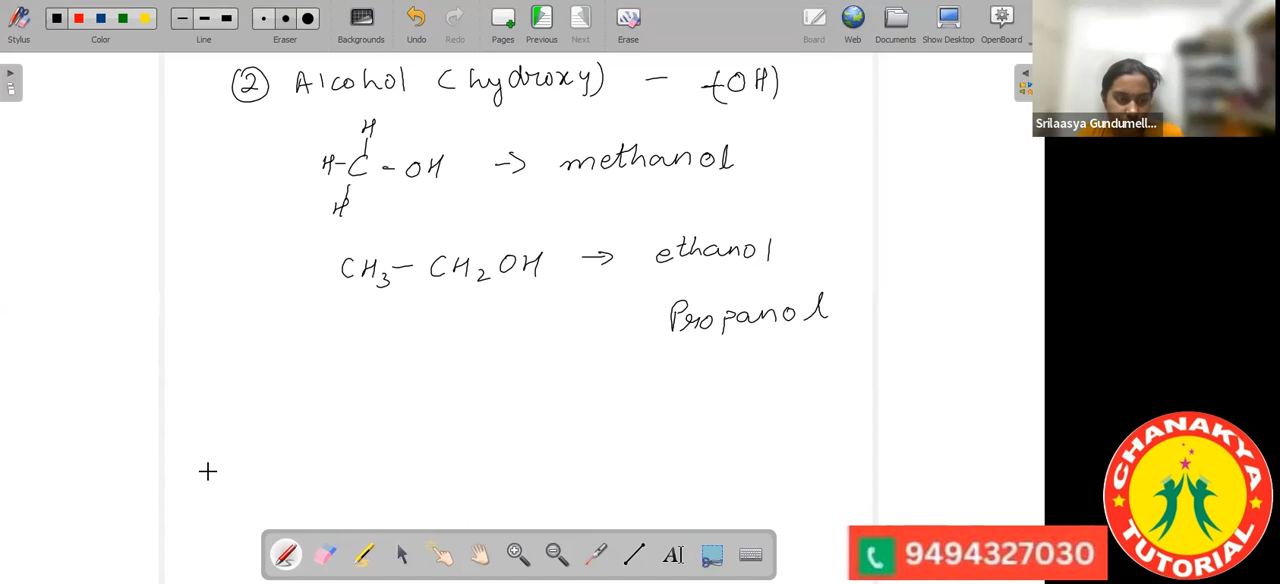 Stylus
Color
Line
Eraser
Backgrounds
Undo
Redo
Pages
Previous
Next
Erase
Board
Web
Documents
Show Desktop
OpenBoard
Srilaasya Gundumell...
② Alcohol (hydroxy) - (-OH)
H
H-C-OH → methanol
H
CH3- CH2OH → ethanol
Propanol
CHANAKYA
TUTORIAL
9494327030